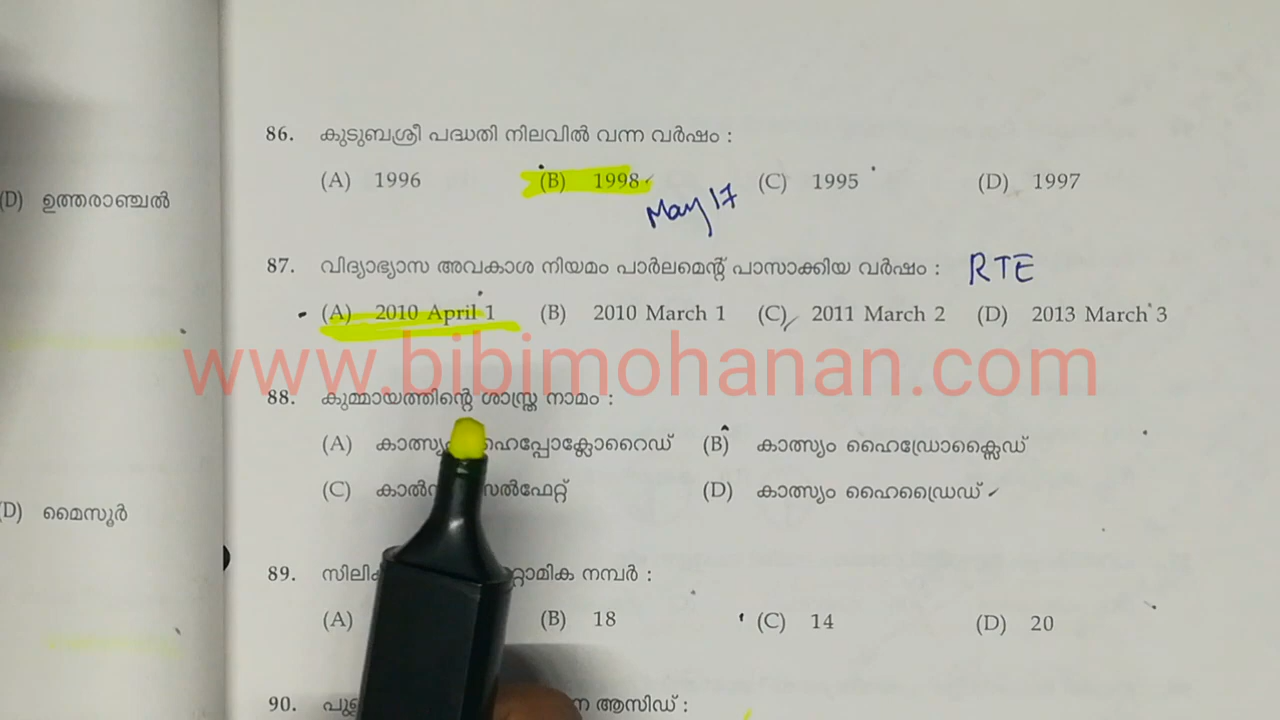 86. കുടുബശ്രീ പദ്ധതി നിലവിൽ വന്ന വർഷം :
(A) 1996 (B) 1998 (C) 1995 (D) 1997
May 17
(D) ഉത്തരാഞ്ചൽ
87. വിദ്യാഭ്യാസ അവകാശ നിയമം പാർലമെന്റ് പാസാക്കിയ വർഷം : RTE
(A) 2010 April 1 (B) 2010 March 1 (C) 2011 March 2 (D) 2013 March 3
www.bibimohanan.com
88. കുമ്മായത്തിന്റെ ശാസ്ത്ര നാമം :
(A) ഹൈപ്പോക്ലോറൈഡ് (B) കാത്സ്യം ഹൈഡ്രോക്ലൈഡ്
(C) സൽഫേറ്റ് (D) കാത്സ്യം ഹൈഡ്രൈഡ്
(D) മൈസൂർ
89. നമ്പർ :
(A) (B) 18 (C) 14 (D) 20
90. ആസിഡ് :